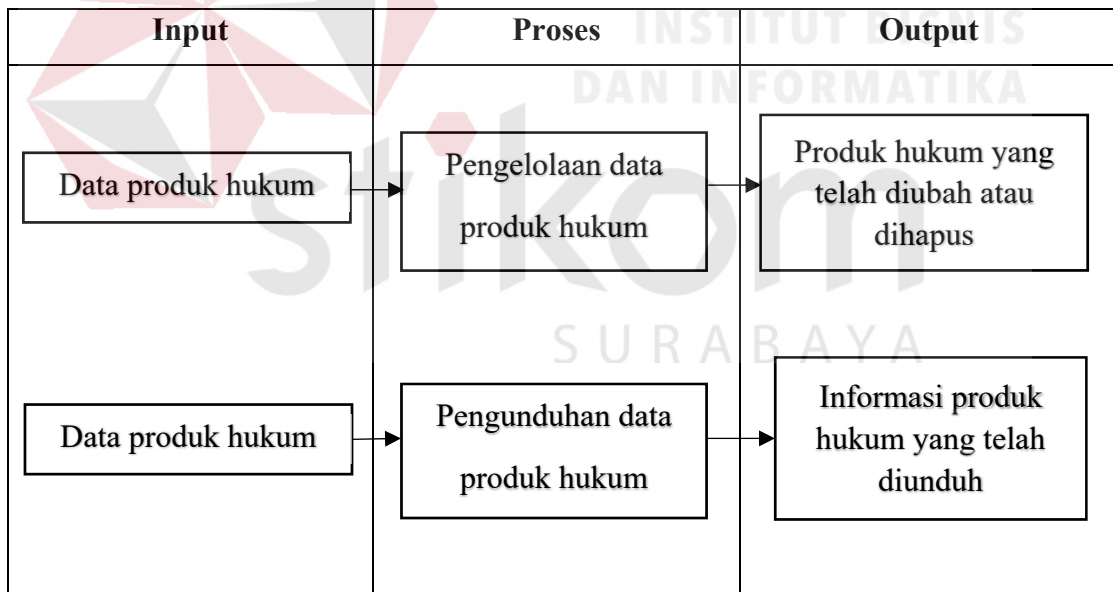 Input
Proses
Output
INSTITUT BISNIS
DAN INFORMATIKA
stikom
SURABAYA
Data produk hukum
Pengelolaan data
produk hukum
Produk hukum yang
telah diubah atau
dihapus
Data produk hukum
Pengunduhan data
produk hukum
Informasi produk
hukum yang telah
diunduh